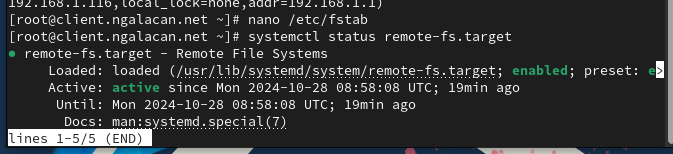 192.168.1.116,local_lock=none,addr=192.168.1.1)
[root@client.ngalacan.net ~]# nano /etc/fstab
[root@client.ngalacan.net ~]# systemctl status remote-fs.target
● remote-fs.target - Remote File Systems
Loaded: loaded (/usr/lib/systemd/system/remote-fs.target; enabled; preset: e>
Active: active since Mon 2024-10-28 08:58:08 UTC; 19min ago
Until: Mon 2024-10-28 08:58:08 UTC; 19min ago
Docs: man:systemd.special(7)
lines 1-5/5 (END)